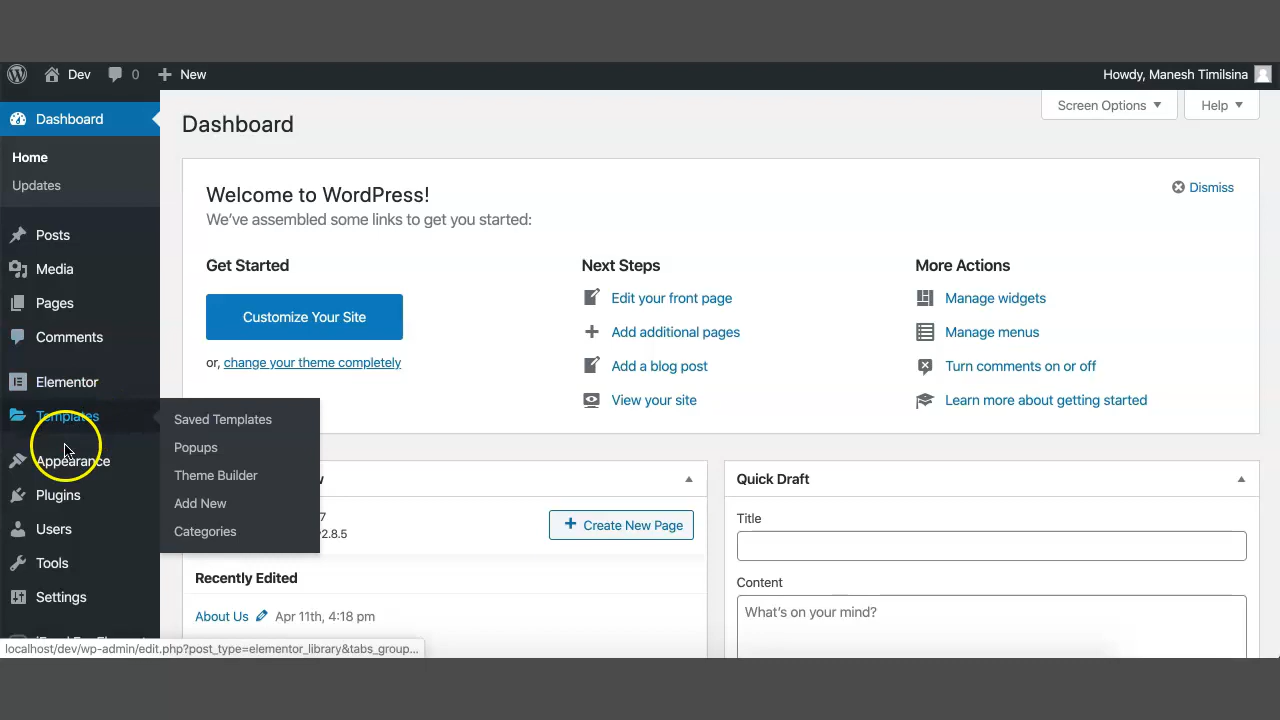 Dev
0
New
Howdy, Manesh Timilsina
Dashboard
Home
Updates
Posts
Media
Pages
Comments
Elementor
Templates
Appearance
Plugins
Users
Tools
Settings
Saved Templates
Popups
Theme Builder
Add New
Categories
Screen Options
Help
Dashboard
Welcome to WordPress!
We've assembled some links to get you started:
Dismiss
Get Started
Customize Your Site
or, change your theme completely
Next Steps
Edit your front page
Add additional pages
Add a blog post
View your site
More Actions
Manage widgets
Manage menus
Turn comments on or off
Learn more about getting started
Create New Page
Recently Edited
About Us
Apr 11th, 4:18 pm
Quick Draft
Title
Content
What's on your mind?
localhost/dev/wp-admin/edit.php?post_type=elementor_library&tabs_group...